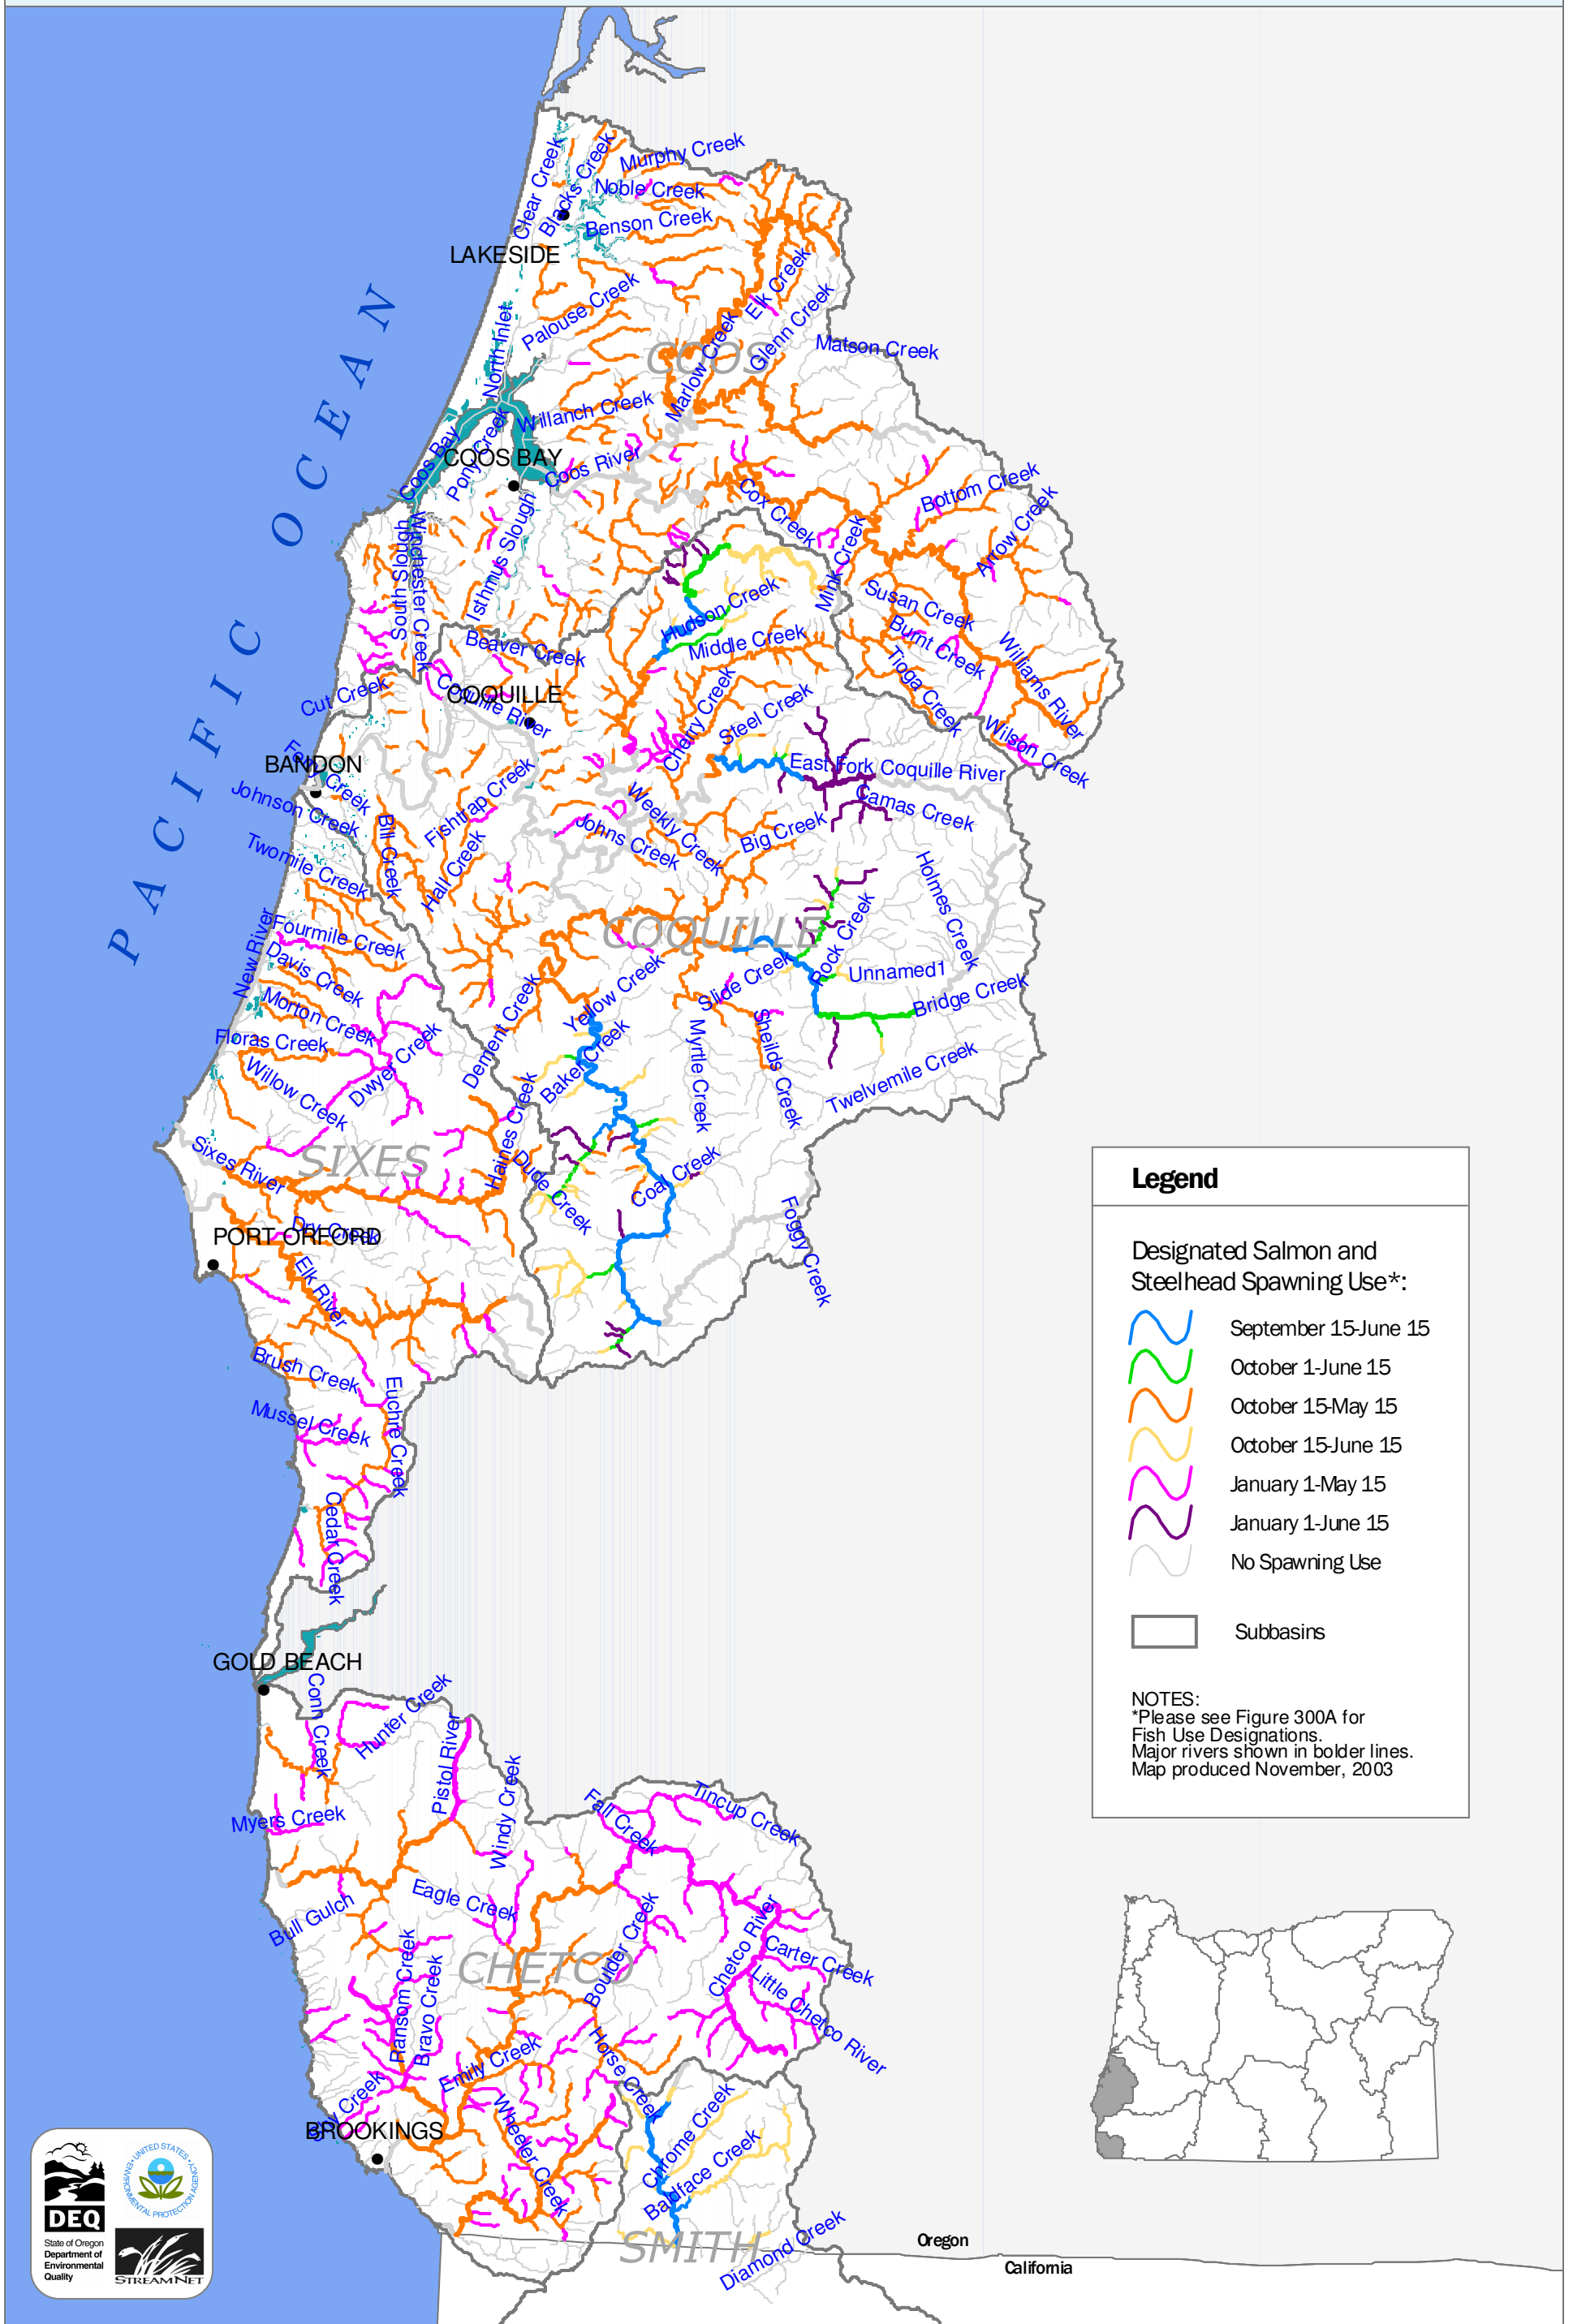 Murphy Creek
Clear Creek
Blacks Creek
Noble Creek
Benson Creek
LAKESIDE
Elk Creek
Palouse Creek
Glenn Creek
North Inlet
COOS
Matson Creek
Marlow Creek
Willanch Creek
Coos Bay
Pony Creek
COOS BAY
Coos River
Cox Creek
Bottom Creek
Arrow Creek
Isthmus Slough
South Slough
Winchester Creek
Mink Creek
Hudson Creek
Susan Creek
Burnt Creek
Middle Creek
Beaver Creek
Tioga Creek
Williams River
Cut Creek
COQUILLE
Coquille River
Cherry Creek
Steel Creek
Wilson Creek
BANDON
Ferry Creek
East Fork Coquille River
Johnson Creek
Fishtrap Creek
Weekly Creek
Camas Creek
Bill Creek
Johns Creek
Big Creek
Twomile Creek
Hall Creek
Holmes Creek
PACIFIC OCEAN
Fourmile Creek
New River
COQUILLE
Rock Creek
Davis Creek
Yellow Creek
Slide Creek
Unnamed1
Bridge Creek
Morton Creek
Dement Creek
Floras Creek
Dwyer Creek
Baker Creek
Myrtle Creek
Sheilds Creek
Willow Creek
Twelvemile Creek
Haines Creek
SIXES
Sixes River
Dude Creek
Coal Creek
Dry Creek
PORT ORFORD
Foggy Creek
Elk River
Brush Creek
Mussel Creek
Euchre Creek
Cedar Creek
GOLD BEACH
Conn Creek
Hunter Creek
Pistol River
Myers Creek
Windy Creek
Fall Creek
Tincup Creek
Eagle Creek
Bull Gulch
CHETCO
Boulder Creek
Chetco River
Carter Creek
Little Chetco River
Ransom Creek
Bravo Creek
Emily Creek
Horse Creek
BROOKINGS
Wheeler Creek
Chrome Creek
Baldface Creek
SMITH
Diamond Creek
Oregon
California
Legend
Designated Salmon and
Steelhead Spawning Use*:
September 15-June 15
October 1-June 15
October 15-May 15
October 15-June 15
January 1-May 15
January 1-June 15
No Spawning Use
Subbasins
NOTES:
*Please see Figure 300A for
Fish Use Designations.
Major rivers shown in bolder lines.
Map produced November, 2003
DEQ
State of Oregon
Department of
Environmental
Quality
UNITED STATES
ENVIRONMENTAL PROTECTION AGENCY
STREAMNET